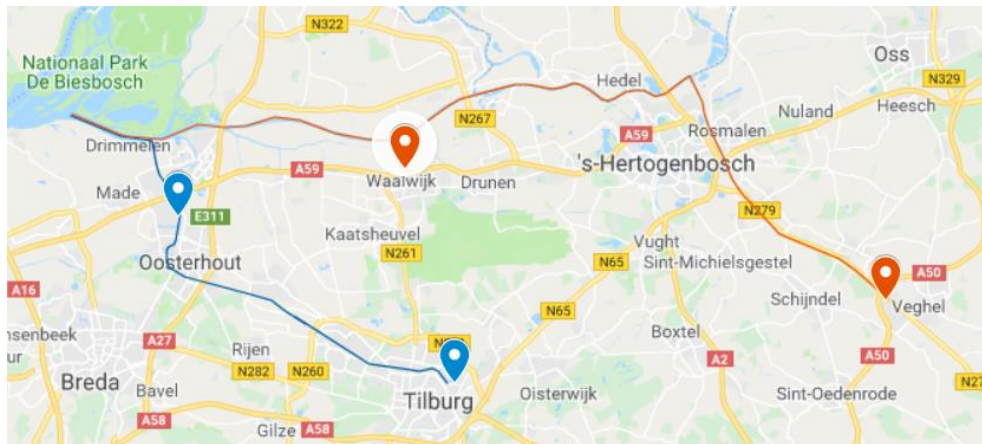 N322
Nationaal Park
De Biesbosch
Oss
N329
Heesch
Hedel
Nuland
N267
A59
Rosmalen
Drimmelen
's-Hertogenbosch
A59
Made
Waalwijk
Drunen
E311
N279
Kaatsheuvel
N261
Vught
Oosterhout
N65
Sint-Michielsgestel
A50
A16
Schijndel
Veghel
N65
Boxtel
A27
Rijen
A50
A2
Breda
Bavel
N282
N260
Oisterwijk
Sint-Oedenrode
Tilburg
A58
Gilze
A58